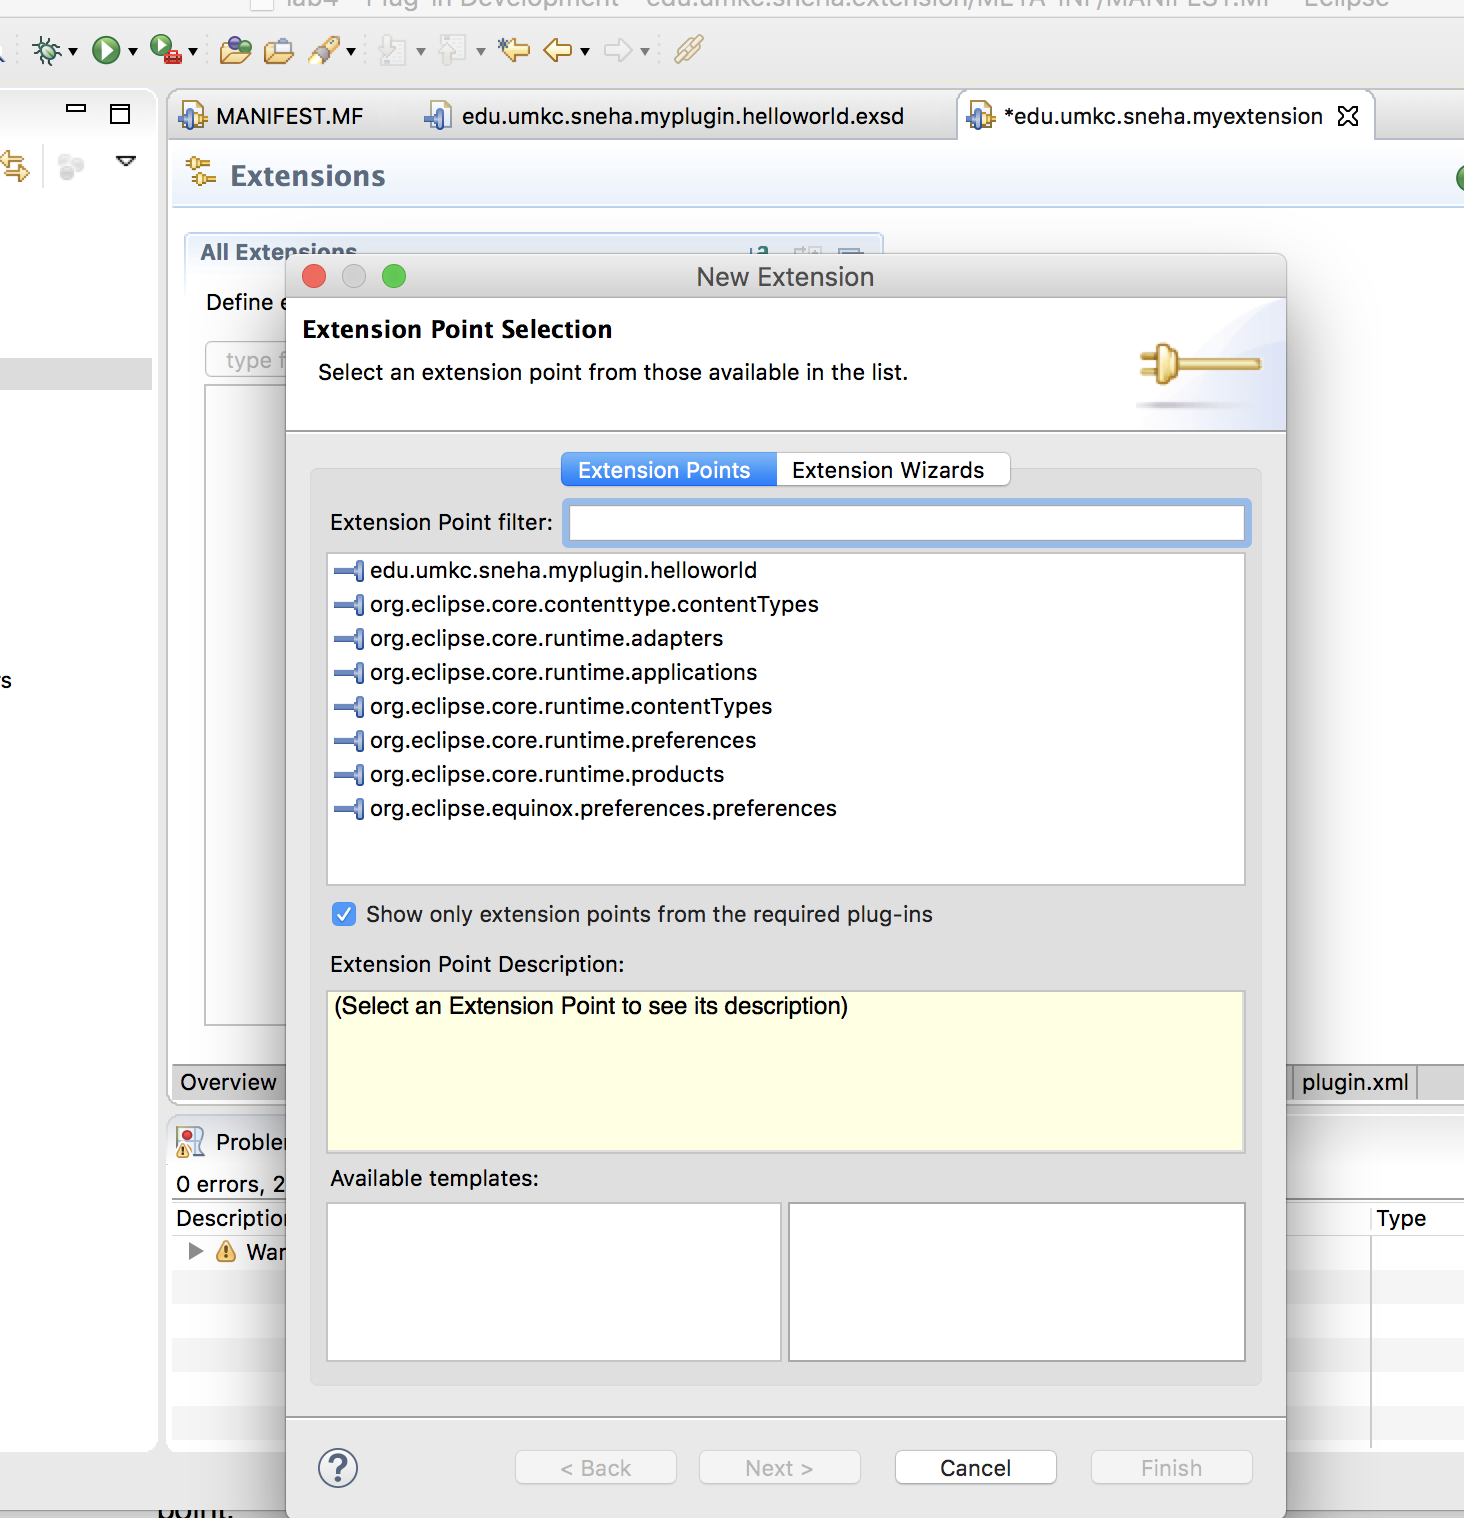 MANIFEST.MF
edu.umkc.sneha.myplugin.helloworld.exsd
*edu.umkc.sneha.myextension
Extensions
All Extensions
Define
type
New Extension
Extension Point Selection
Select an extension point from those available in the list.
Extension Points
Extension Wizards
Extension Point filter:
edu.umkc.sneha.myplugin.helloworld
org.eclipse.core.contenttype.contentTypes
org.eclipse.core.runtime.adapters
org.eclipse.core.runtime.applications
org.eclipse.core.runtime.contentTypes
org.eclipse.core.runtime.preferences
org.eclipse.core.runtime.products
org.eclipse.equinox.preferences.preferences
Show only extension points from the required plug-ins
Extension Point Description:
(Select an Extension Point to see its description)
Overview
plugin.xml
Available templates:
0 errors, 2
Type
< Back
Next >
Cancel
Finish
point.